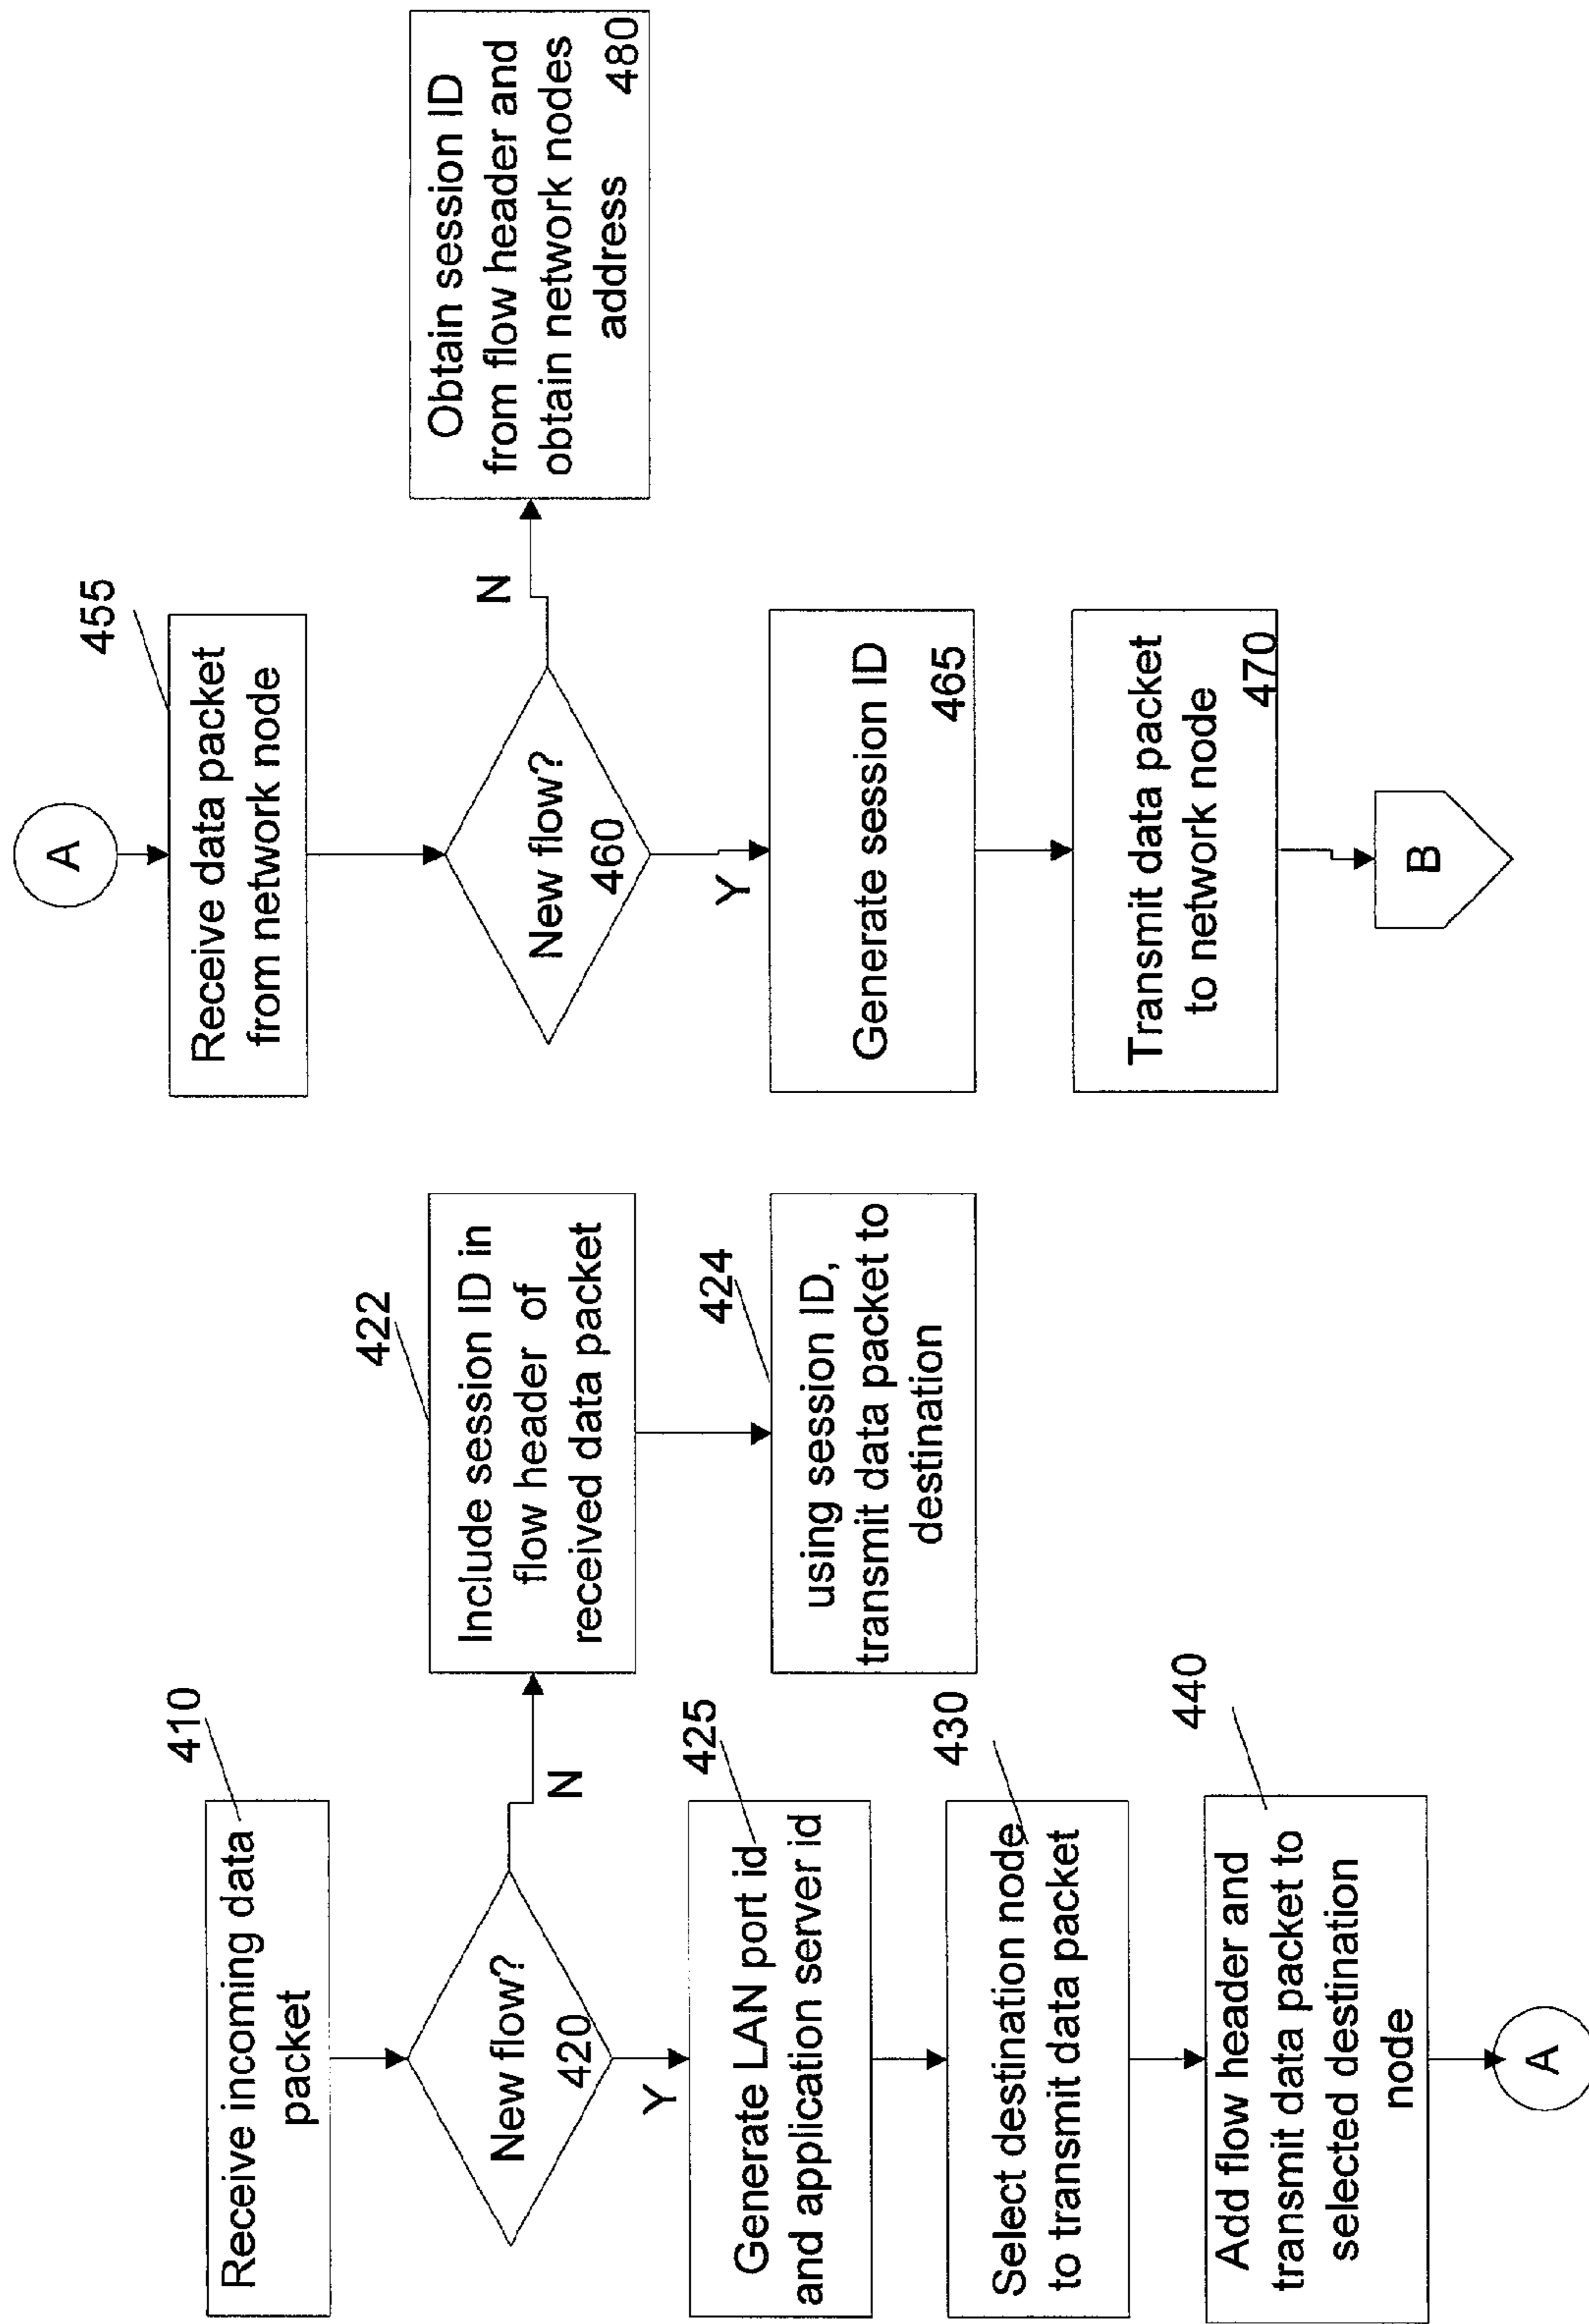 Receive incoming data
packet
410
New flow?
420
N
Y
Include session ID in
flow header of
received data packet
422
using session ID,
transmit data packet to
destination
424
Generate LAN port id
and application server id
425
Select destination node
to transmit data packet
430
Add flow header and
transmit data packet to
selected destination
node
440
A
A
Receive data packet
from network node
455
New flow?
460
N
Y
Obtain session ID
from flow header and
obtain network nodes
address 480
Generate session ID
465
Transmit data packet
to network node
470
B